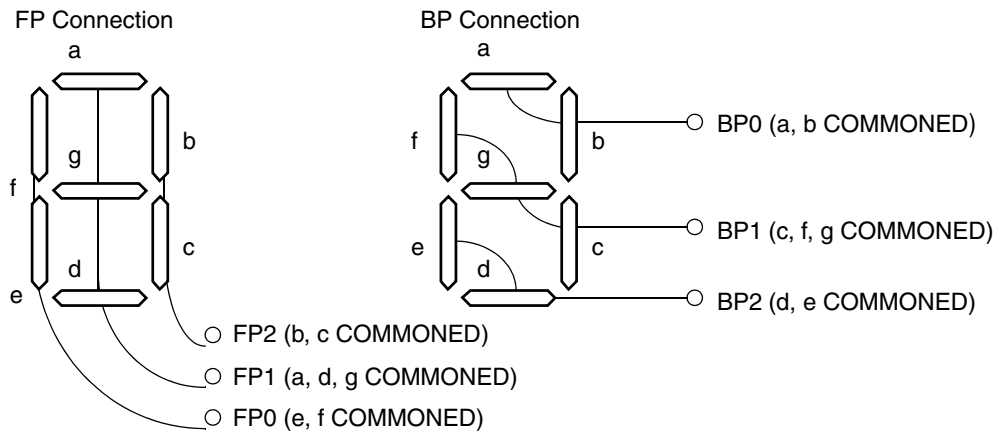 FP Connection
a
b
g
f
c
d
e
FP2 (b, c COMMONED)
FP1 (a, d, g COMMONED)
FP0 (e, f COMMONED)
BP Connection
a
BP0 (a, b COMMONED)
f
b
g
BP1 (c, f, g COMMONED)
e
c
d
BP2 (d, e COMMONED)